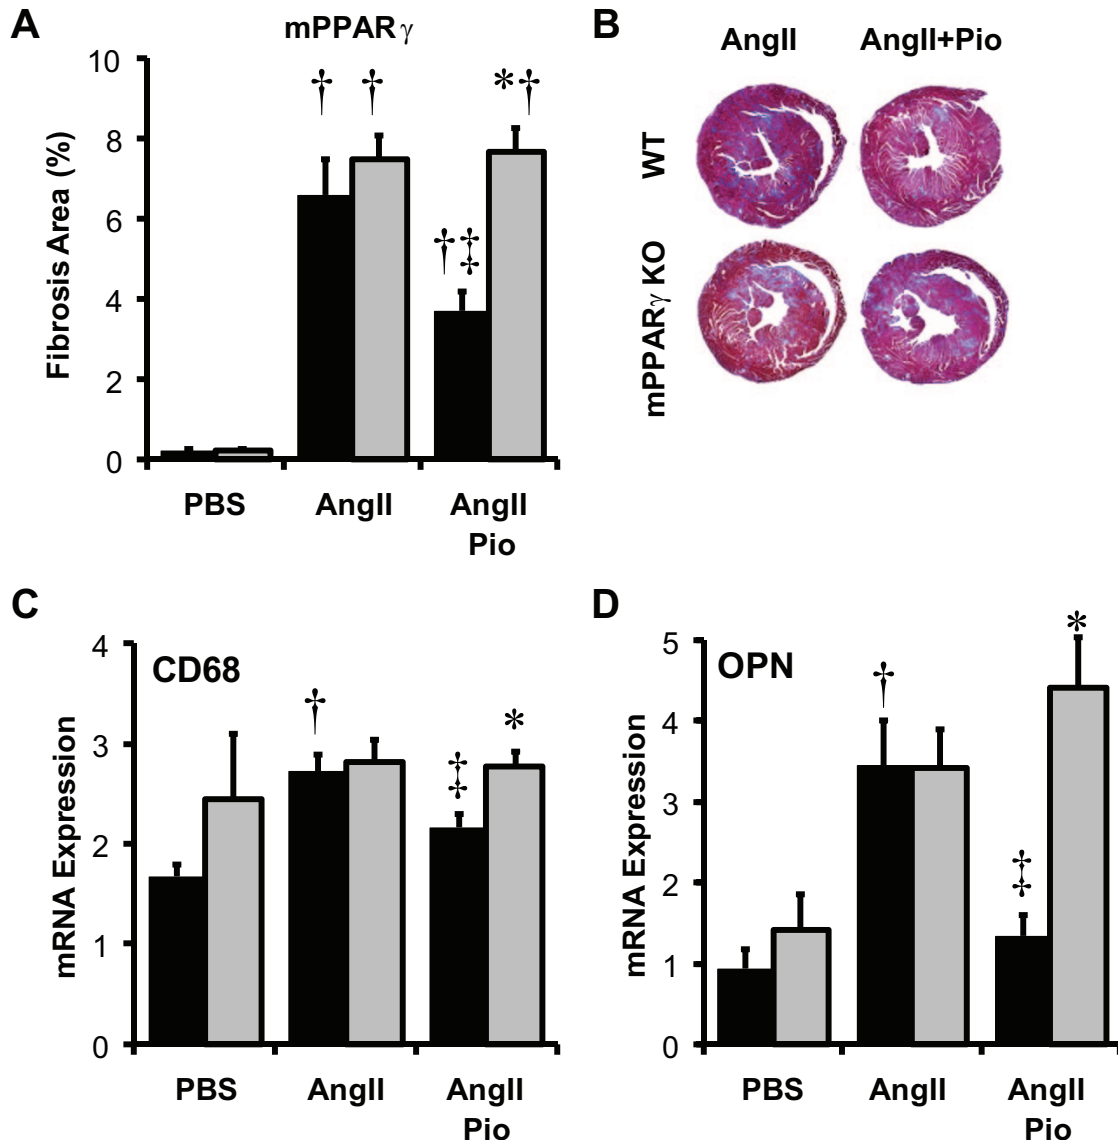 A
mPPARγ
Fibrosis Area (%)
10
8
6
4
2
0
† † *†
†‡
PBS AngII AngII
Pio
B
AngII AngII+Pio
WT
mPPARγ KO
C
CD68
mRNA Expression
4
3
2
1
0
†
*
‡
PBS AngII AngII
Pio
D
OPN
mRNA Expression
5
4
3
2
1
0
*
†
‡
PBS AngII AngII
Pio